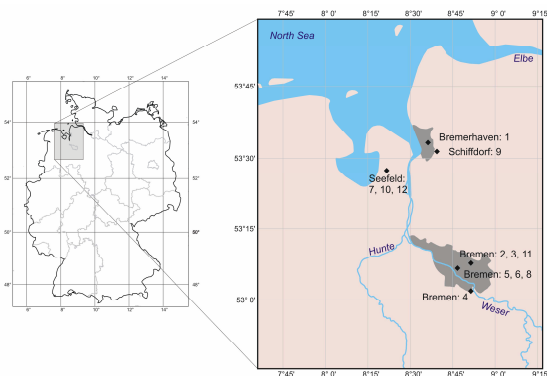 7°45' 8° 0' 8°15' 8°30' 8°45' 9° 0' 9°15'
North Sea
Elbe
6° 8° 10° 12° 14°
53°45'
54°
Bremerhaven: 1
Schiffdorf: 9
53°30'
Seefeld:
7, 10, 12
52°
53°15'
50°
50°
Hunte
Bremen: 2, 3, 11
Bremen: 5, 6, 8
48°
48°
53° 0'
Bremen: 4
Weser
6° 8° 10° 12° 14°
7°45' 8° 0' 8°15' 8°30' 8°45' 9° 0' 9°15'